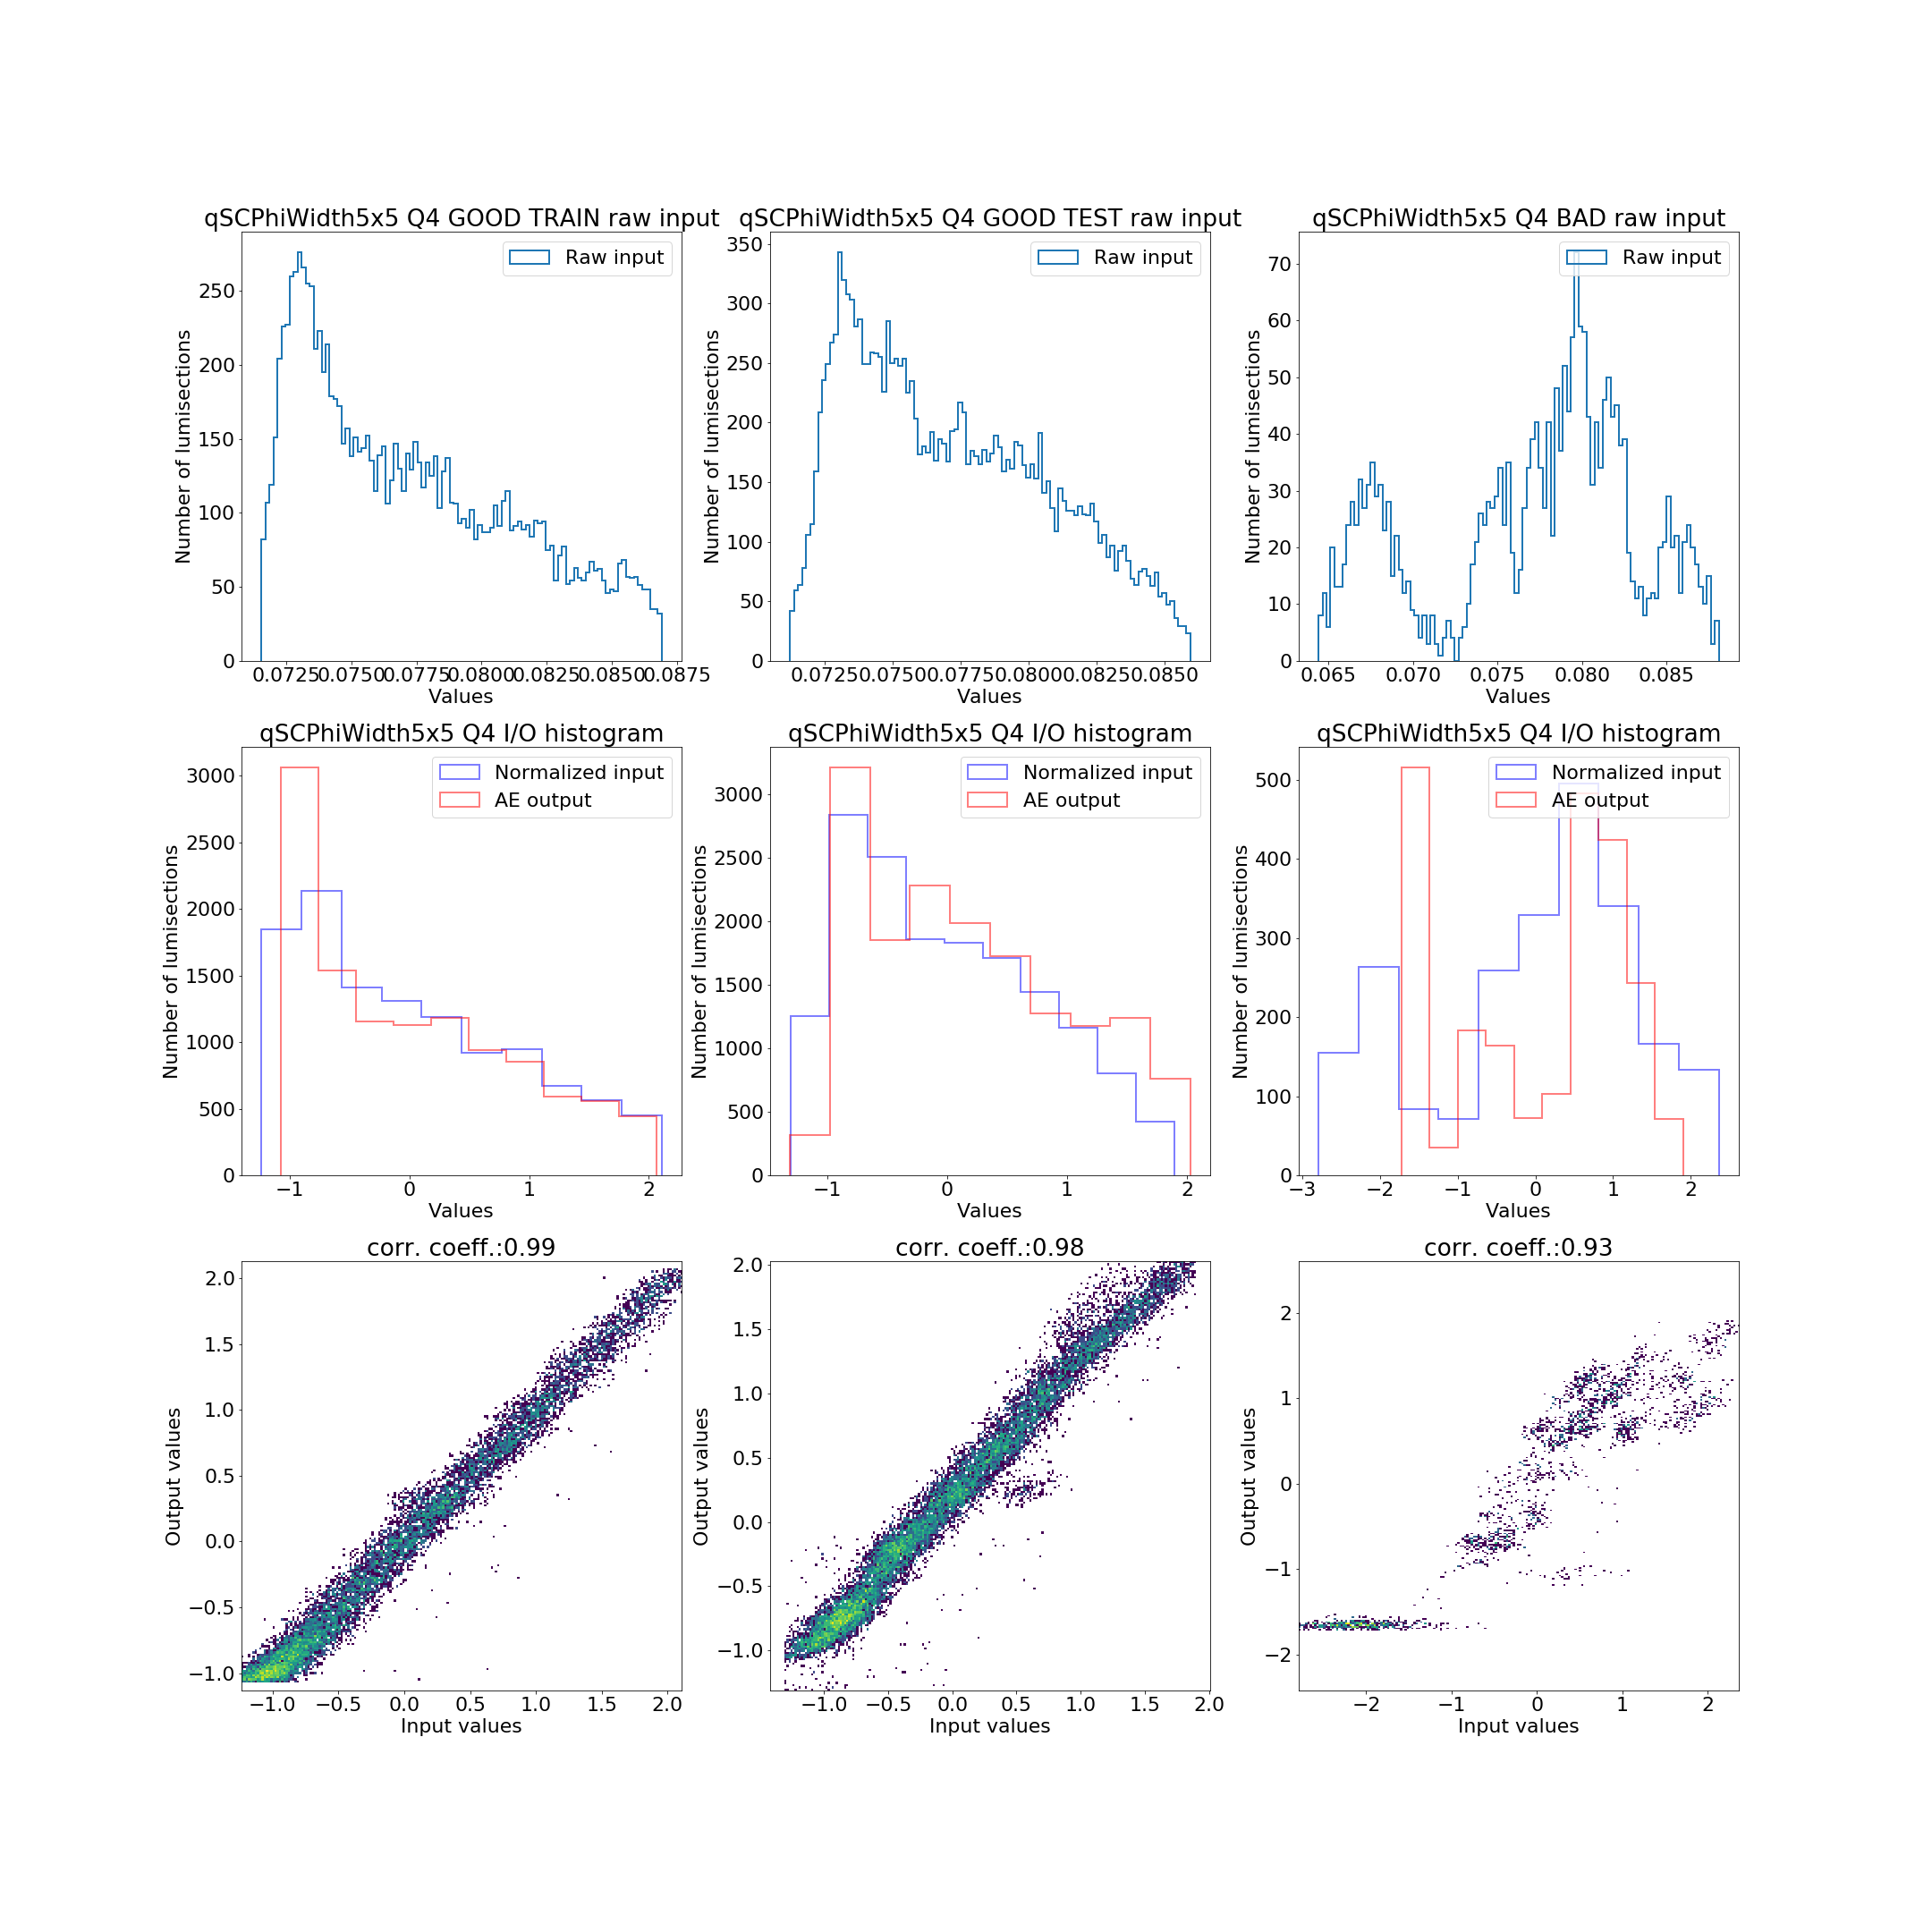 qSCPhiWidth5x5 Q4 GOOD TRAIN raw input
Raw input
Number of lumisections
0 50 100 150 200 250
0.0725 0.0750 0.0775 0.0800 0.0825 0.0850 0.0875
Values
qSCPhiWidth5x5 Q4 GOOD TEST raw input
Raw input
Number of lumisections
0 50 100 150 200 250 300 350
0.0725 0.0750 0.0775 0.0800 0.0825 0.0850
Values
qSCPhiWidth5x5 Q4 BAD raw input
Raw input
Number of lumisections
0 10 20 30 40 50 60 70
0.065 0.070 0.075 0.080 0.085
Values
qSCPhiWidth5x5 Q4 I/O histogram
Normalized input
AE output
Number of lumisections
0 500 1000 1500 2000 2500 3000
−1 0 1 2
Values
qSCPhiWidth5x5 Q4 I/O histogram
Normalized input
AE output
Number of lumisections
0 500 1000 1500 2000 2500 3000
−1 0 1 2
Values
qSCPhiWidth5x5 Q4 I/O histogram
Normalized input
AE output
Number of lumisections
0 100 200 300 400 500
−3 −2 −1 0 1 2
Values
corr. coeff.:0.99
Output values
−1.0 −0.5 0.0 0.5 1.0 1.5 2.0
−1.0 −0.5 0.0 0.5 1.0 1.5 2.0
Input values
corr. coeff.:0.98
Output values
−1.0 −0.5 0.0 0.5 1.0 1.5 2.0
−1.0 −0.5 0.0 0.5 1.0 1.5 2.0
Input values
corr. coeff.:0.93
Output values
−2 −1 0 1 2
−2 −1 0 1 2
Input values